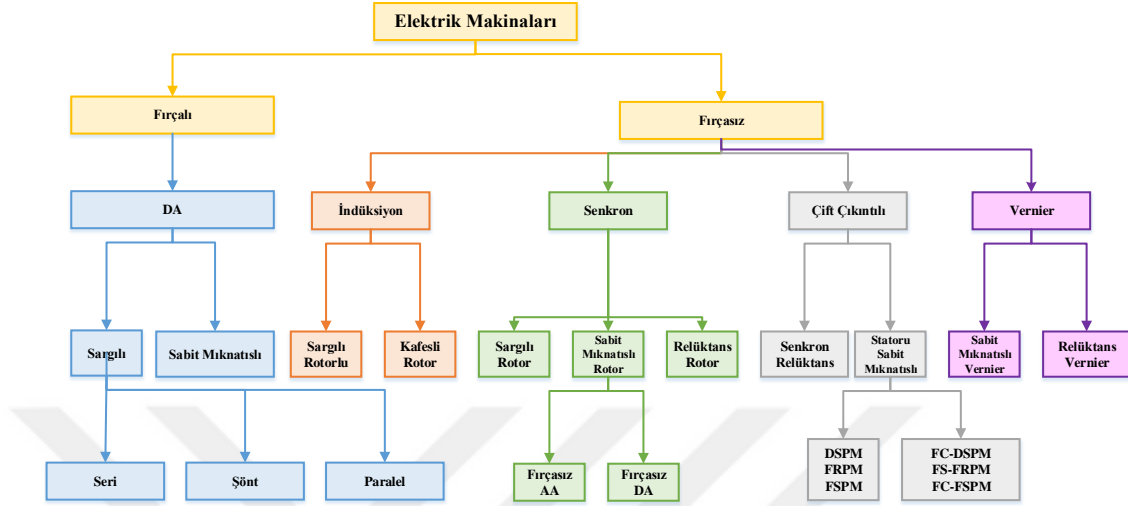 Elektrik Makinaları
Fırçalı
Fırçasız
DA
İndüksiyon
Senkron
Çift Çıkıntılı
Vernier
Sargılı
Sabit Mıknatıslı
Sargılı
Rotorlu
Kafesli
Rotor
Sargılı
Rotor
Sabit
Mıknatıslı
Rotor
Relüktans
Rotor
Senkron
Relüktans
Statoru
Sabit
Mıknatıslı
Sabit
Mıknatıslı
Vernier
Relüktans
Vernier
Seri
Şönt
Paralel
Fırçasız
AA
Fırçasız
DA
DSPM
FRPM
FSPM
FC-DSPM
FS-FRPM
FC-FSPM